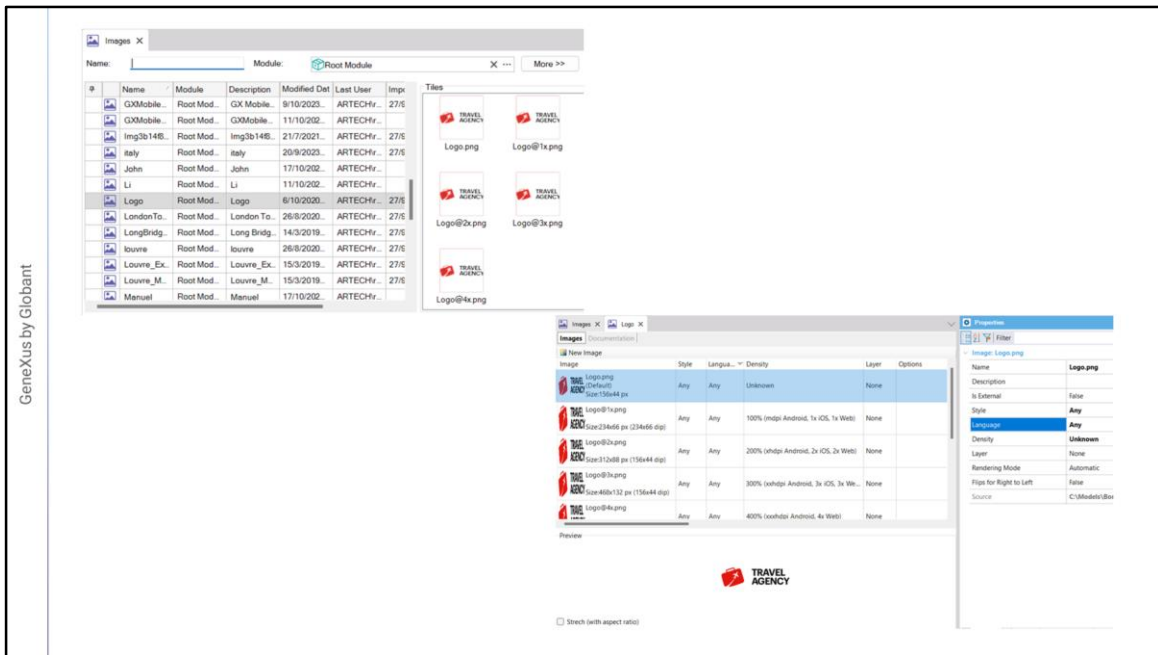 GeneXus by Globant
Images
Name: Module: Root Module ... More >>
Name Module Description Modified Dat Last User Impo
GXMobile... Root Mod... GX Mobile... 9/10/2023... ARTECH\r... 27/9
GXMobile... Root Mod... GXMobile... 11/10/202... ARTECH\r...
Img3b14f8... Root Mod... Img3b14f8... 21/7/2021... ARTECH\r... 27/9
italy Root Mod... italy 20/9/2023... ARTECH\r... 27/9
John Root Mod... John 17/10/202... ARTECH\r...
Li Root Mod... Li 11/10/202... ARTECH\r...
Logo Root Mod... Logo 6/10/2020... ARTECH\r... 27/9
LondonTo... Root Mod... London To... 26/8/2020... ARTECH\r... 27/9
LongBridg... Root Mod... Long Bridg... 14/3/2019... ARTECH\r... 27/9
louvre Root Mod... louvre 26/8/2020... ARTECH\r... 27/9
Louvre_Ex... Root Mod... Louvre_Ex... 15/3/2019... ARTECH\r... 27/9
Louvre_M... Root Mod... Louvre_M... 15/3/2019... ARTECH\r... 27/9
Manuel Root Mod... Manuel 17/10/202... ARTECH\r...
Tiles
TRAVEL AGENCY
Logo.png
TRAVEL AGENCY
Logo@1x.png
TRAVEL AGENCY
Logo@2x.png
TRAVEL AGENCY
Logo@3x.png
TRAVEL AGENCY
Logo@4x.png
Images Logo
Images Documentation
New Image
Image Style Langua... Density Layer Options
TRAVEL AGENCY
Logo.png
(Default)
Size:156x44 px
Any Any Unknown None
TRAVEL AGENCY
Logo@1x.png
Size:234x66 px (234x66 dip)
Any Any 100% (mdpi Android, 1x iOS, 1x Web) None
TRAVEL AGENCY
Logo@2x.png
Size:312x88 px (156x44 dip)
Any Any 200% (xhdpi Android, 2x iOS, 2x Web) None
TRAVEL AGENCY
Logo@3x.png
Size:468x132 px (156x44 dip)
Any Any 300% (xxhdpi Android, 3x iOS, 3x We... None
TRAVEL
Logo@4x.png
Any Any 400% (xxxhdpi Android, 4x Web) None
Preview
TRAVEL
AGENCY
Strech (with aspect ratio)
Properties
Filter
Image: Logo.png
Name Logo.png
Description
Is External False
Style Any
Language Any
Density Unknown
Layer None
Rendering Mode Automatic
Flips for Right to Left False
Source C:\Models\Bo